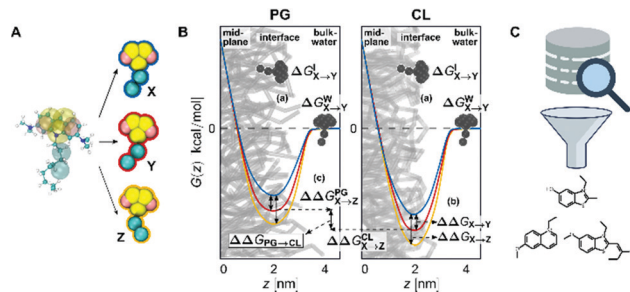 A
X
Y
Z
B
PG
CL
mid-
plane
interface
bulk-
water
mid-
plane
interface
bulk-
water
ΔG^I_X→Y
ΔG^I_X→Y
(a)
ΔG^W_X→Y
(a)
ΔG^W_X→Y
0
0
G(z) [kcal/mol]
(c)
ΔΔG^PG_X→Z
(b)
ΔΔG_X→Y
ΔΔG_PG→CL
ΔΔG^CL_X→Z
ΔΔG_X→Z
0 2 4
0 2 4
z [nm]
z [nm]
C